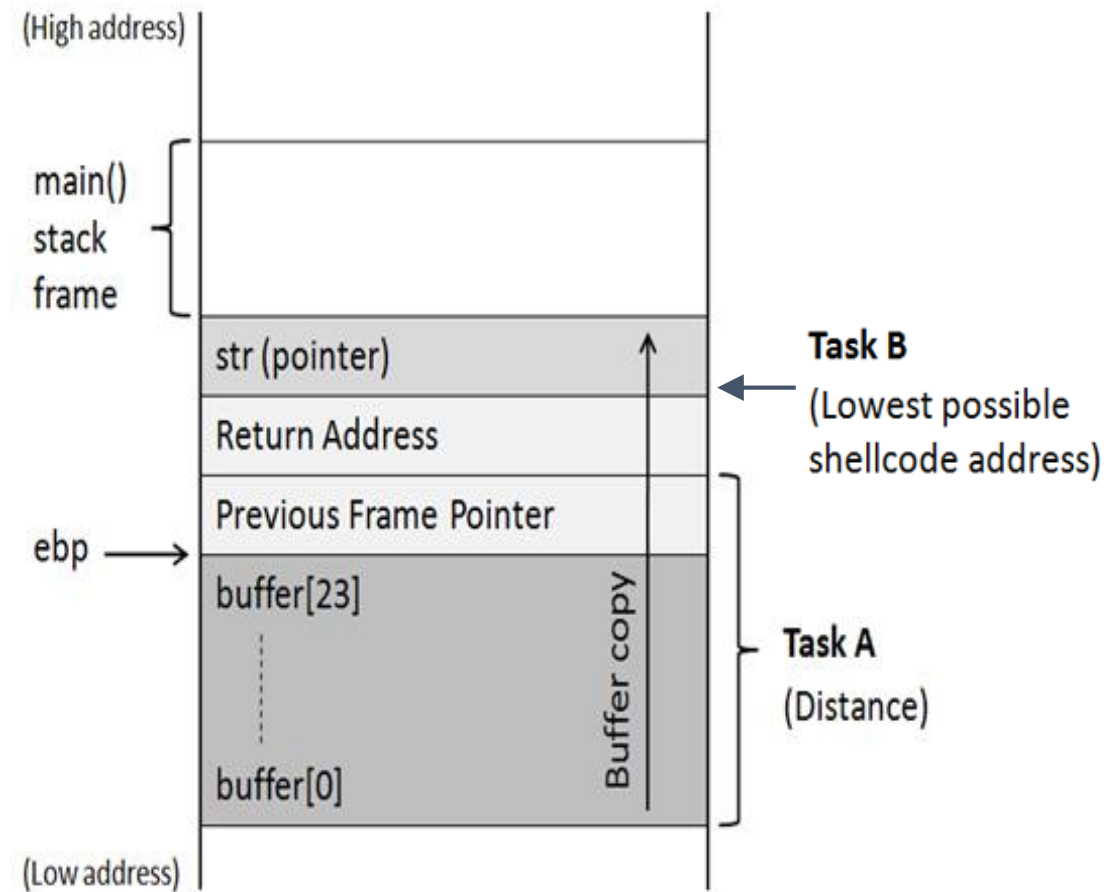 (High address)
main()
stack
frame
str (pointer)
Task B
(Lowest possible
shellcode address)
Return Address
Previous Frame Pointer
ebp
buffer[23]
Buffer copy
Task A
(Distance)
buffer[0]
(Low address)